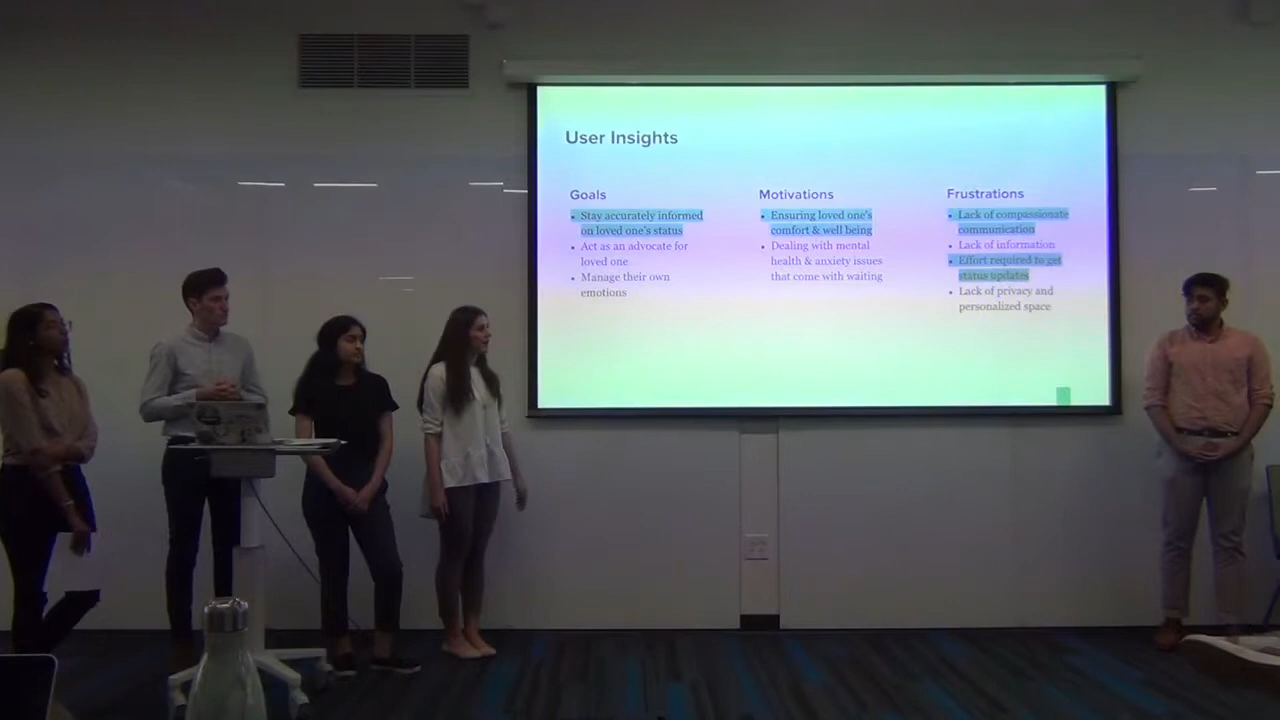 User Insights
Goals
• Stay accurately informed
on loved one's status
• Act as an advocate for
loved one
• Manage their own
emotions
Motivations
• Ensuring loved one's
comfort & well being
• Dealing with mental
health & anxiety issues
that come with waiting
Frustrations
• Lack of compassionate
communication
• Lack of information
• Effort required to get
status updates
• Lack of privacy and
personalized space